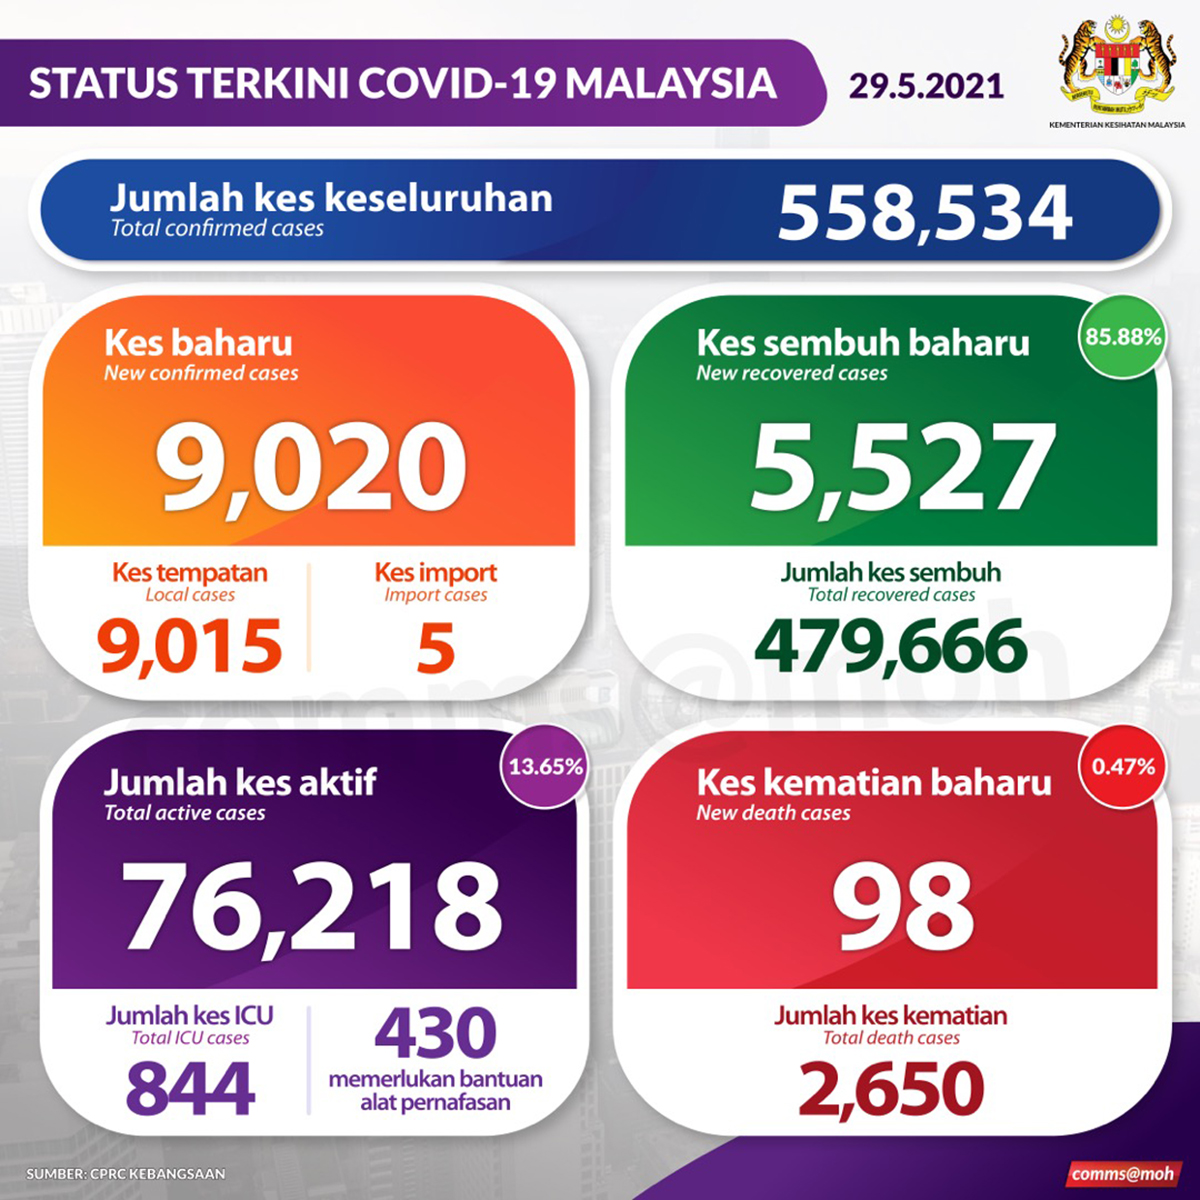 STATUS TERKINI COVID-19 MALAYSIA
29.5.2021
KEMENTERIAN KESIHATAN MALAYSIA
Jumlah kes keseluruhan
Total confirmed cases
558,534
Kes baharu
New confirmed cases
9,020
Kes tempatan
Local cases
9,015
Kes import
Import cases
5
Kes sembuh baharu
New recovered cases
85.88%
5,527
Jumlah kes sembuh
Total recovered cases
479,666
comms@moh
Jumlah kes aktif
Total active cases
13.65%
76,218
Jumlah kes ICU
Total ICU cases
844
430
memerlukan bantuan
alat pernafasan
Kes kematian baharu
New death cases
0.47%
98
Jumlah kes kematian
Total death cases
2,650
SUMBER: CPRC KEBANGSAAN
comms@moh